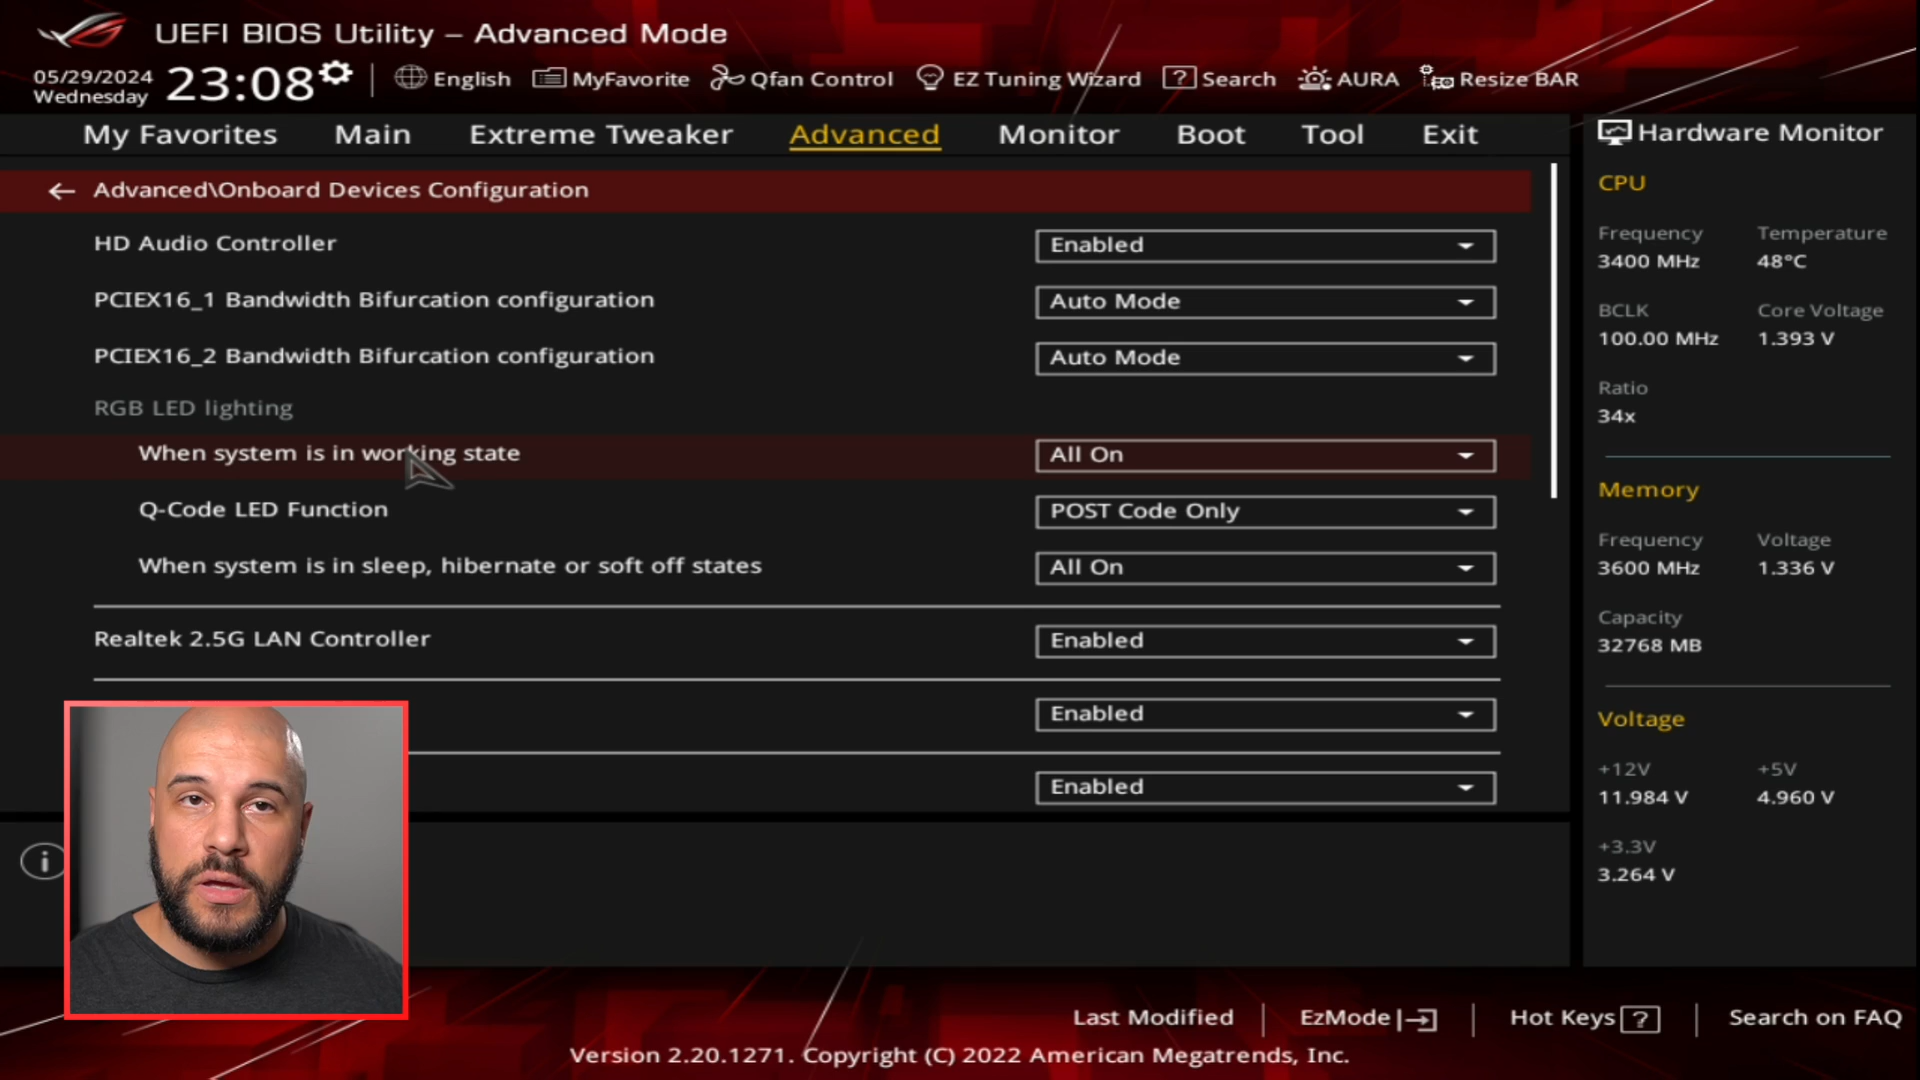 UEFI BIOS Utility – Advanced Mode
05/29/2024
Wednesday
23:08
English
MyFavorite
Qfan Control
EZ Tuning Wizard
? Search
AURA
Resize BAR
My Favorites
Main
Extreme Tweaker
Advanced
Monitor
Boot
Tool
Exit
Hardware Monitor
Advanced\Onboard Devices Configuration
HD Audio Controller
Enabled
PCIEX16_1 Bandwidth Bifurcation configuration
Auto Mode
PCIEX16_2 Bandwidth Bifurcation configuration
Auto Mode
RGB LED lighting
When system is in working state
All On
Q-Code LED Function
POST Code Only
When system is in sleep, hibernate or soft off states
All On
Realtek 2.5G LAN Controller
Enabled
Enabled
Enabled
i
CPU
Frequency Temperature
3400 MHz 48°C
BCLK Core Voltage
100.00 MHz 1.393 V
Ratio
34x
Memory
Frequency Voltage
3600 MHz 1.336 V
Capacity
32768 MB
Voltage
+12V +5V
11.984 V 4.960 V
+3.3V
3.264 V
Last Modified
EzMode
Hot Keys ?
Search on FAQ
Version 2.20.1271. Copyright (C) 2022 American Megatrends, Inc.